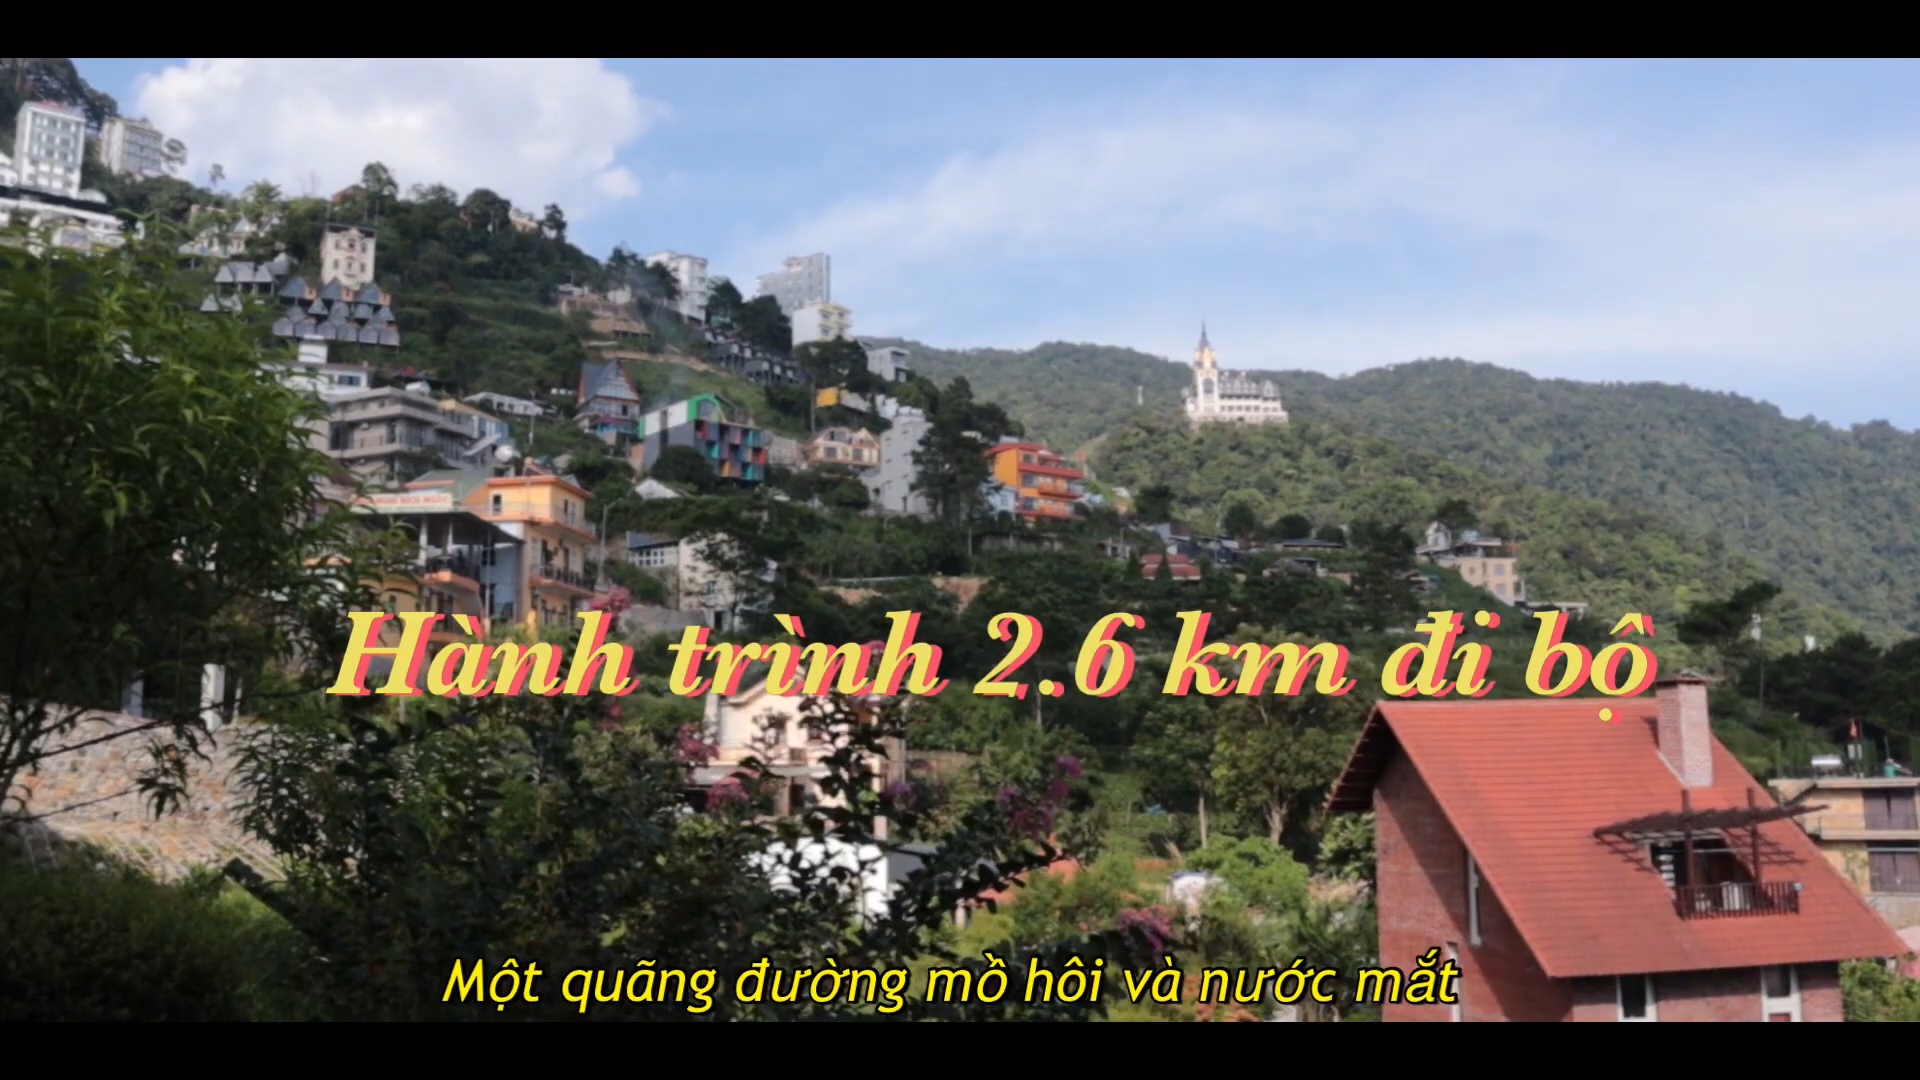 Hành trình 2.6 km đi bộ
Một quãng đường mồ hôi và nước mắt